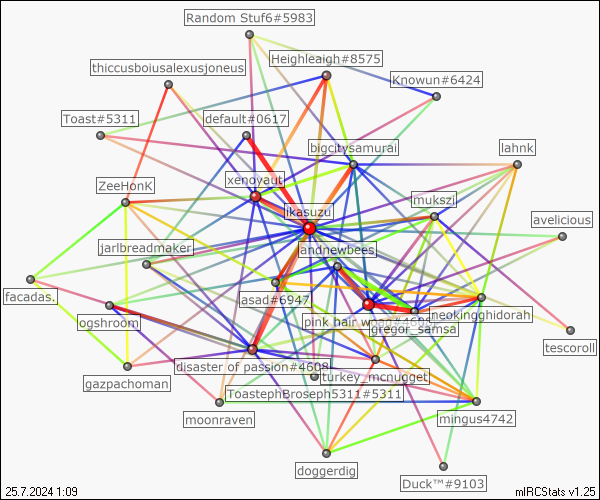 Random Stuf6#5983
Heighleaigh#8575
thiccusboiusalexusjoneus
Knowun#6424
Toast#5311
default#0617
bigcitysamurai
lahnk
xenoyaut
ZeeHonK
ikasuzu
mukszi
avelicious
jarlbreadmaker
andnewbees
facadas.
asad#6947
ogshroom
pink hair
neokingghidorah
gregor_samsa
tescoroll
disaster of passion#4608
turkey_mcnugget
gazpachoman
ToastephBroseph5311#5311
moonraven
mingus4742
doggerdig
Duck™#9103
25.7.2024 1:09
mIRCStats v1.25